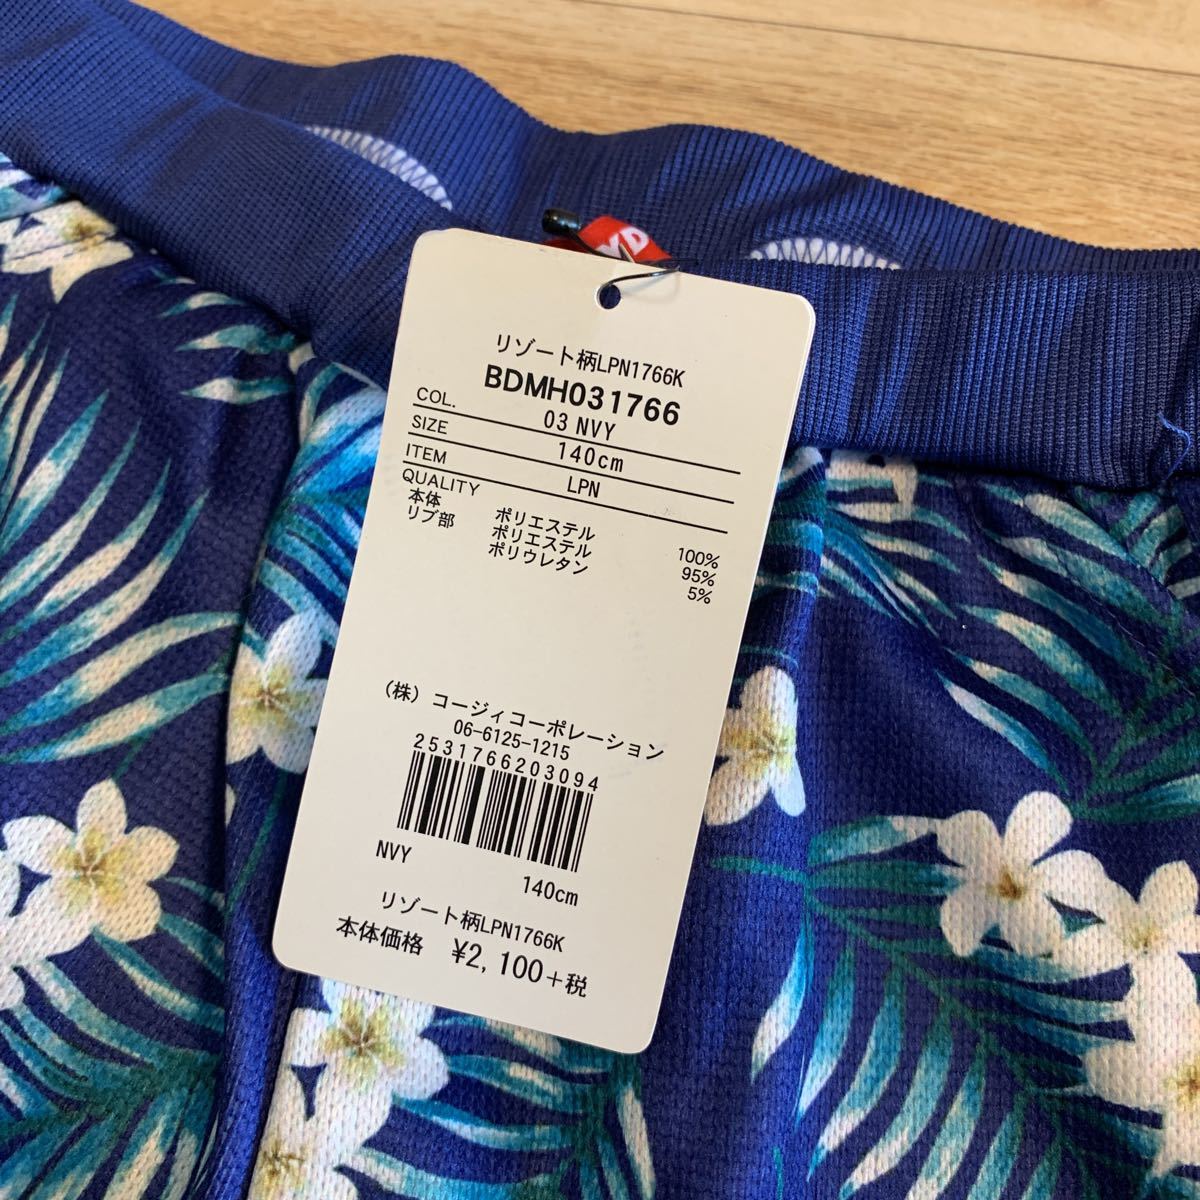 リゾート柄LPN1766K
BDMH031766
COL. 03 NVY
SIZE 140cm
ITEM LPN
QUALITY
本体 ポリエステル 100%
リブ部 ポリエステル 95%
ポリウレタン 5%
（株）コージィコーポレーション
06-6125-1215
2531766203094
NVY 140cm
リゾート柄LPN1766K
本体価格 ¥2,100+税